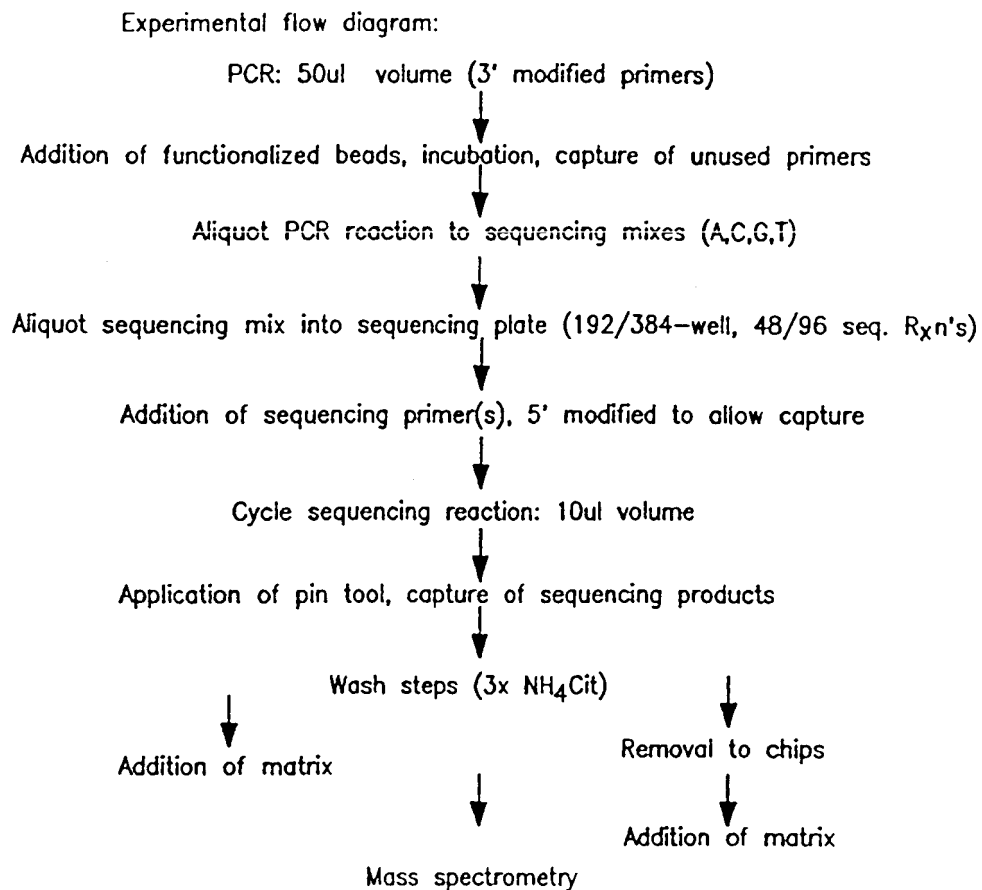 Experimental flow diagram:
PCR: 50ul volume (3' modified primers)
Addition of functionalized beads, incubation, capture of unused primers
Aliquot PCR reaction to sequencing mixes (A,C,G,T)
Aliquot sequencing mix into sequencing plate (192/384-well, 48/96 seq. RXn's)
Addition of sequencing primer(s), 5' modified to allow capture
Cycle sequencing reaction: 10ul volume
Application of pin tool, capture of sequencing products
Wash steps (3x NH4Cit)
Removal to chips
Addition of matrix
Addition of matrix
Mass spectrometry